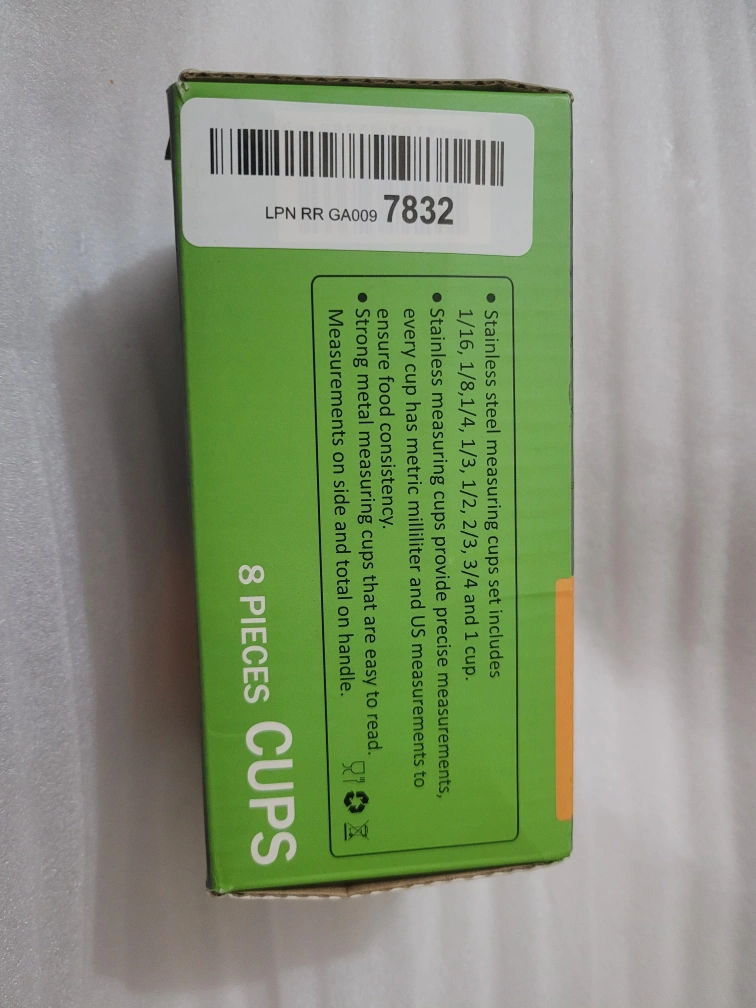 LPN RR GA009 7832
● Stainless steel measuring cups set includes
1/16, 1/8,1/4, 1/3, 1/2, 2/3, 3/4 and 1 cup.
● Stainless measuring cups provide precise measurements,
every cup has metric milliliter and US measurements to
ensure food consistency.
● Strong metal measuring cups that are easy to read.
Measurements on side and total on handle.
8 PIECES CUPS